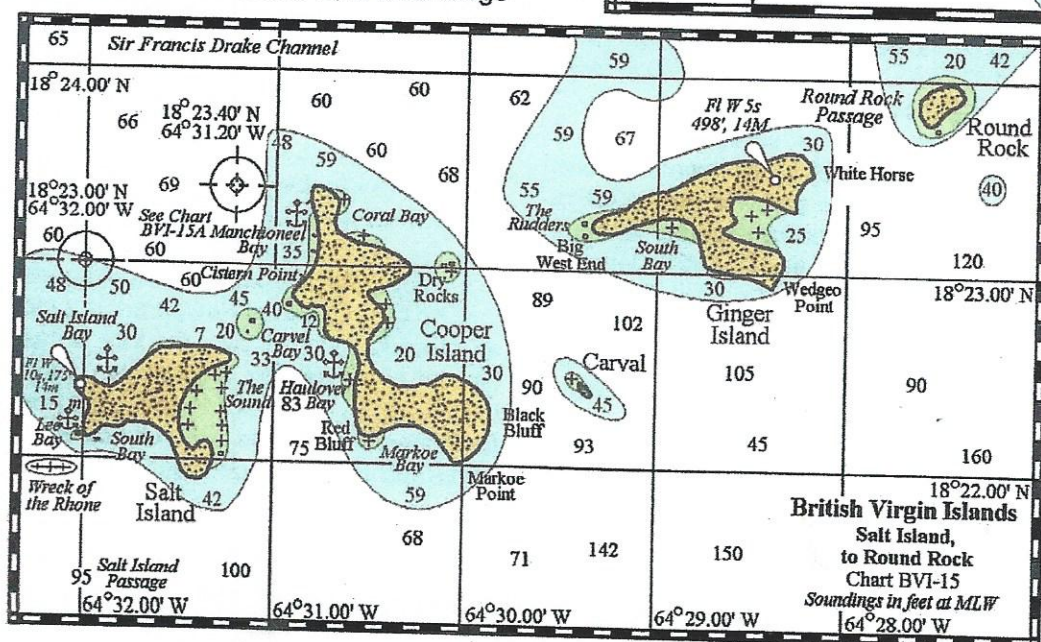 65
Sir Francis Drake Channel
59
55
20
42
18°24.00' N
60
60
62
Fl W 5s
498', 14M
Round Rock
Passage
66
18°23.40' N
64°31.20' W
48
59
60
59
67
30
Round
Rock
18°23.00' N
64°32.00' W
69
68
White Horse
40
55
59
See Chart
BVI-15A
Manchioneel
Bay
35
Coral Bay
The
Rudders
Big
West End
South
Bay
25
95
60
60
60
Cistern Point
Dry
Rocks
120
48
50
42
45
40
30
Wedgeo
Point
18°23.00' N
Salt Island
Bay
30
7
20
12
Carvel
Bay
30
33
Cooper
Island
20
89
102
Ginger
Island
Fl W
10s, 175'
14m
15
The
Sound
Haulover
Bay
83
30
90
Carval
45
105
90
Lee
Bay
South
Bay
75
Red
Bluff
Markoe
Bay
Black
Bluff
93
45
160
Wreck of
the Rhone
Salt
Island
42
59
Markoe
Point
18°22.00' N
British Virgin Islands
Salt Island,
to Round Rock
Chart BVI-15
Soundings in feet at MLW
68
71
142
150
95
Salt Island
Passage
100
64°32.00' W
64°31.00' W
64°30.00' W
64°29.00' W
64°28.00' W